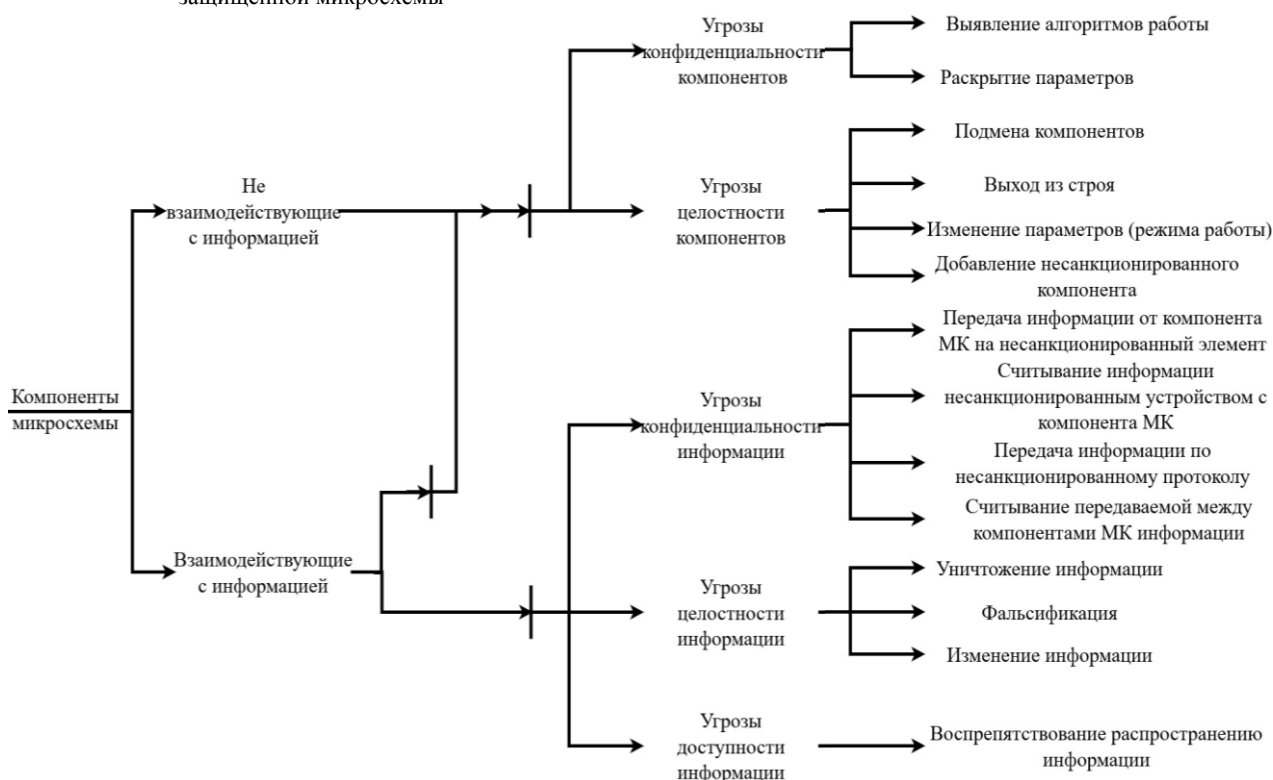 защищенной микросхемы
Угрозы
конфиденциальности
компонентов
Выявление алгоритмов работы
Раскрытие параметров
Не
взаимодействующие
с информацией
Угрозы
целостности
компонентов
Подмена компонентов
Выход из строя
Изменение параметров (режима работы)
Добавление несанкционированного
компонента
Компоненты
микросхемы
Взаимодействующие
с информацией
Угрозы
конфиденциальности
информации
Передача информации от компонента
МК на несанкционированный элемент
Считывание информации
несанкционированным устройством с
компонента МК
Передача информации по
несанкционированному протоколу
Считывание передаваемой между
компонентами МК информации
Угрозы
целостности
информации
Уничтожение информации
Фальсификация
Изменение информации
Угрозы
доступности
информации
Воспрепятствование распространению
информации